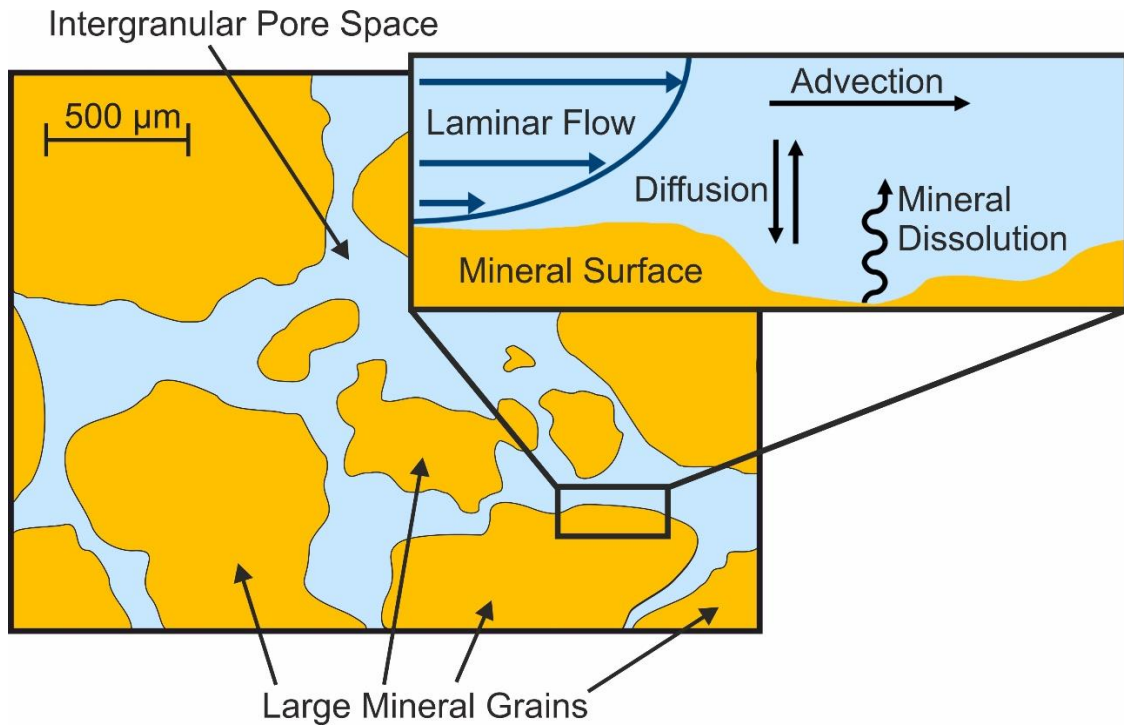 Intergranular Pore Space
500 µm
Laminar Flow
Advection
Diffusion
Mineral
Dissolution
Mineral Surface
Large Mineral Grains